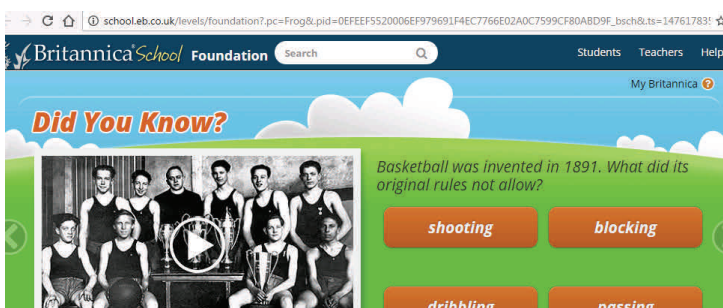 school.eb.co.uk/levels/foundation?.pc=Frog&.pid=0EFEEF5520006EF979691F4EC7766E02A0C7599CF80ABD9F_bsch&.ts=14761783!
Britannica School Foundation Search Students Teachers Help
My Britannica ?
Did You Know?
Basketball was invented in 1891. What did its
original rules not allow?
shooting blocking
dribbling passing